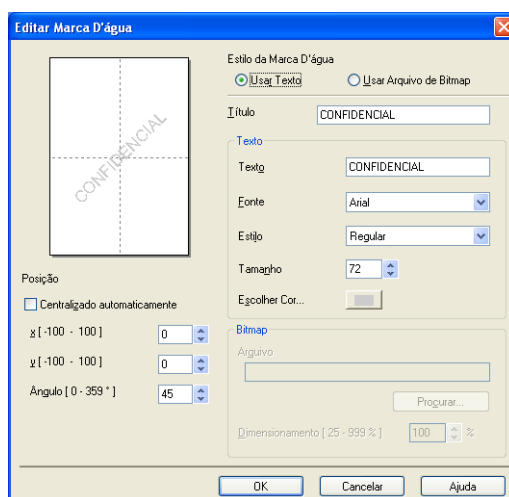 Editar Marca D'água
Estilo da Marca D'água
Usar Texto
Usar Arquivo de Bitmap
Título
CONFIDENCIAL
CONFIDENCIAL
Texto
Texto
CONFIDENCIAL
Fonte
Arial
Estilo
Regular
Tamanho
72
Escolher Cor...
Posição
Centralizado automaticamente
x [ -100 - 100 ]
0
y [ -100 - 100 ]
0
Ângulo [ 0 - 359 ° ]
45
Bitmap
Arquivo
Procurar...
Dimensionamento [ 25 - 999 % ]
100
%
OK
Cancelar
Ajuda